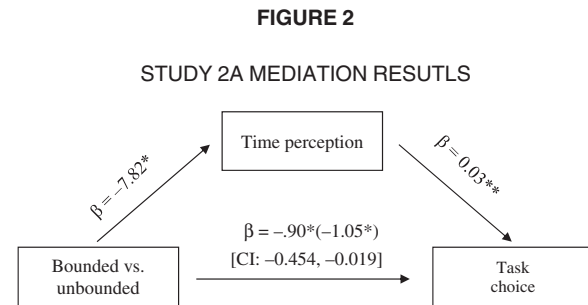 FIGURE 2
STUDY 2A MEDIATION RESUTLS
Time perception
β = –7.82*
β = 0.03**
β = –.90*(–1.05*)
[CI: –0.454, –0.019]
Bounded vs.
unbounded
Task
choice